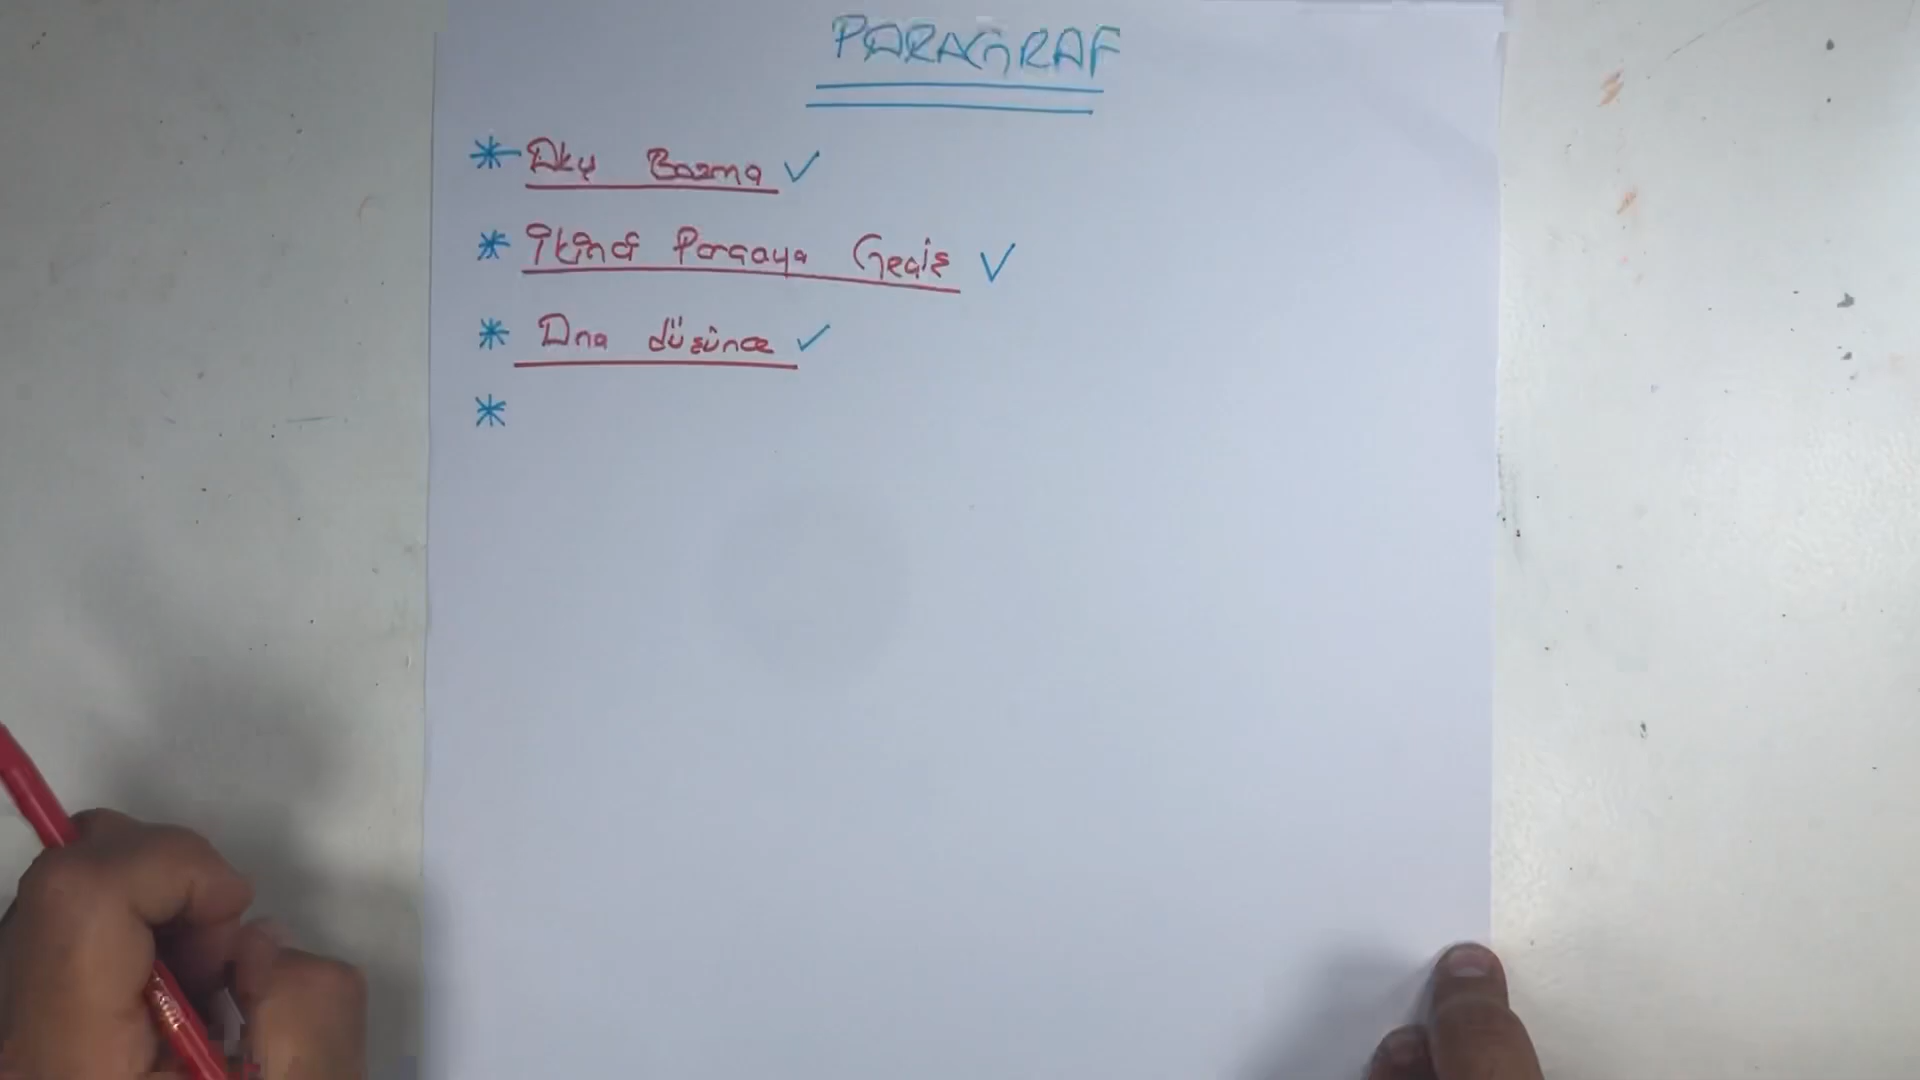 PARAGRAF
* Akış Bozma ✓
* İkinci Parçaya Geçiş ✓
* Ana düşünce ✓
*